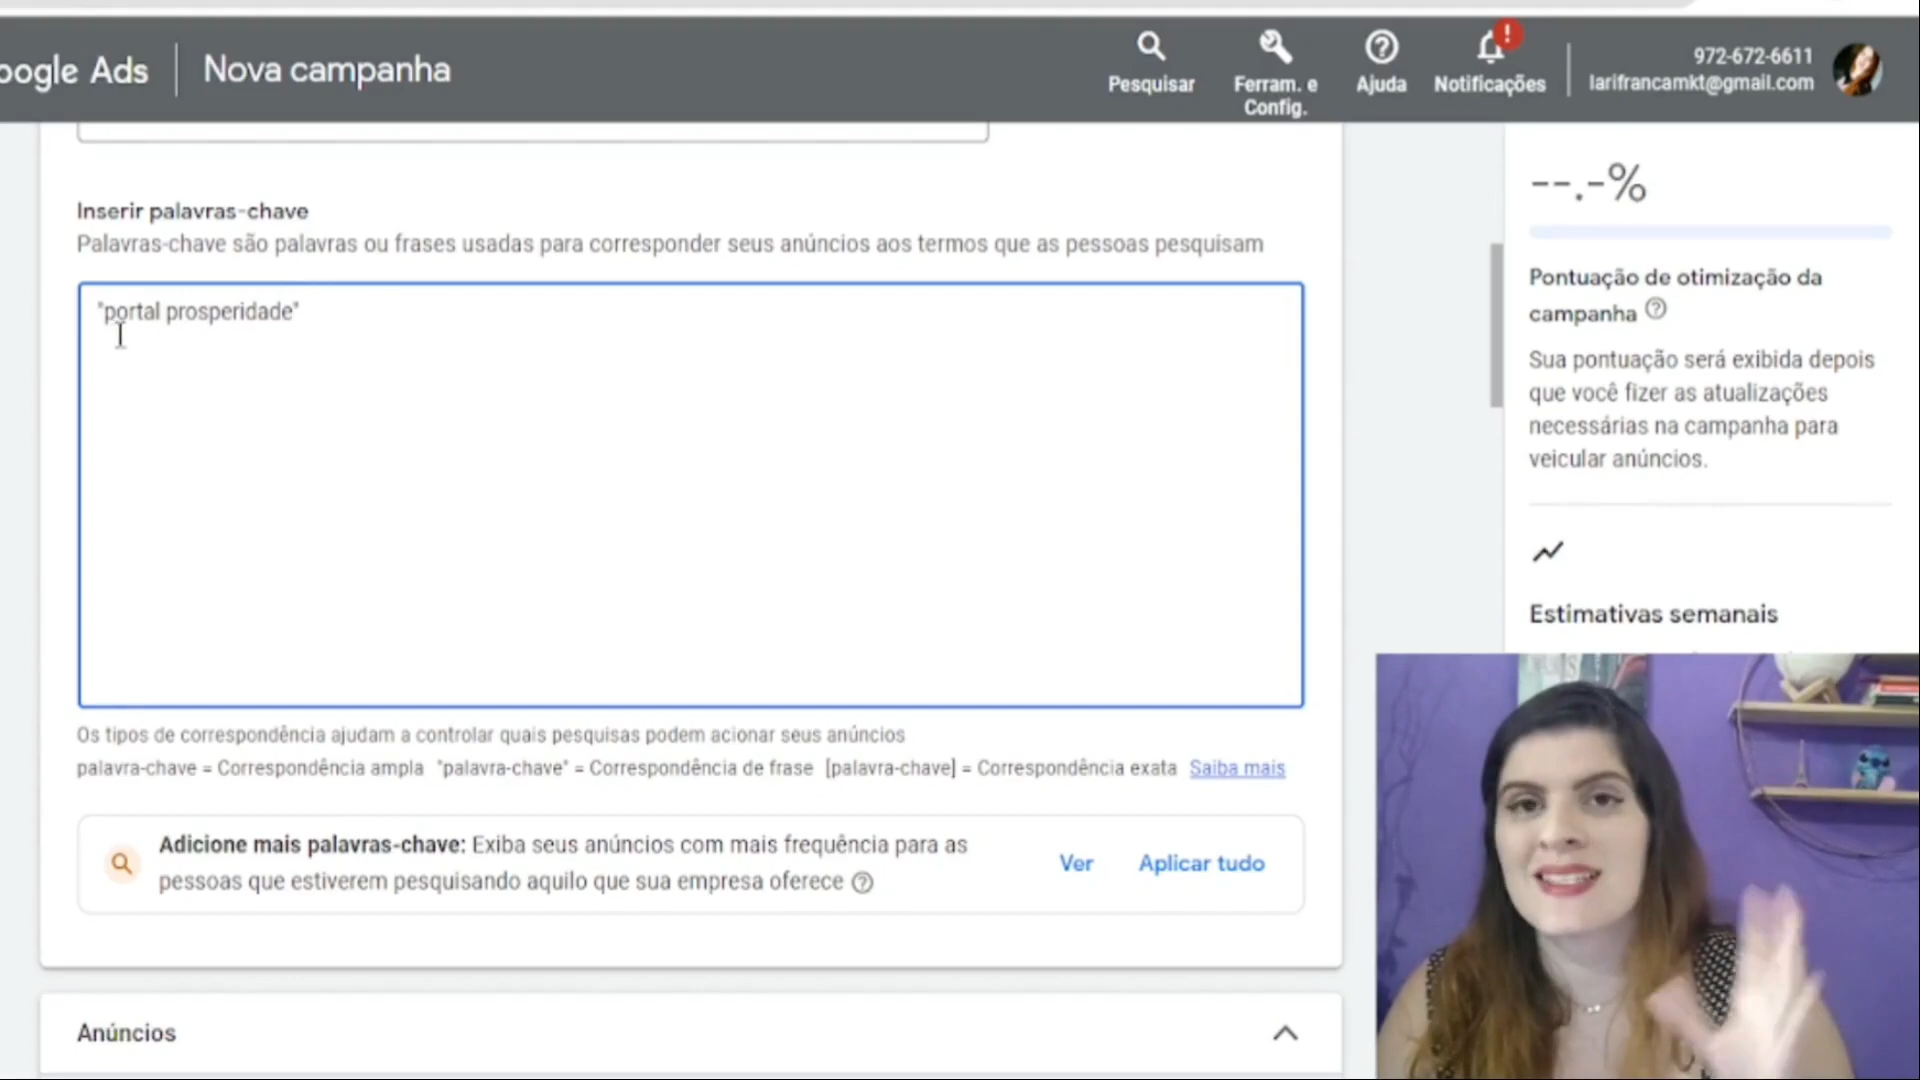 oogle Ads
Nova campanha
Pesquisar
Ferram. e
Config.
Ajuda
Notificações
!
972-672-6611
larifrancamkt@gmail.com
Inserir palavras-chave
Palavras-chave são palavras ou frases usadas para corresponder seus anúncios aos termos que as pessoas pesquisam
"portal prosperidade"
Os tipos de correspondência ajudam a controlar quais pesquisas podem acionar seus anúncios
palavra-chave = Correspondência ampla "palavra-chave" = Correspondência de frase [palavra-chave] = Correspondência exata Saiba mais
Adicione mais palavras-chave: Exiba seus anúncios com mais frequência para as
pessoas que estiverem pesquisando aquilo que sua empresa oferece
Ver
Aplicar tudo
Anúncios
--.-%
Pontuação de otimização da
campanha
Sua pontuação será exibida depois
que você fizer as atualizações
necessárias na campanha para
veicular anúncios.
Estimativas semanais